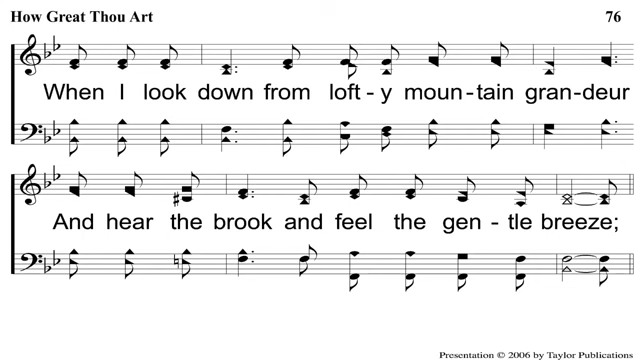 How Great Thou Art 76
When I look down from loft-y moun-tain gran-deur
And hear the brook and feel the gen-tle breeze;
Presentation © 2006 by Taylor Publications